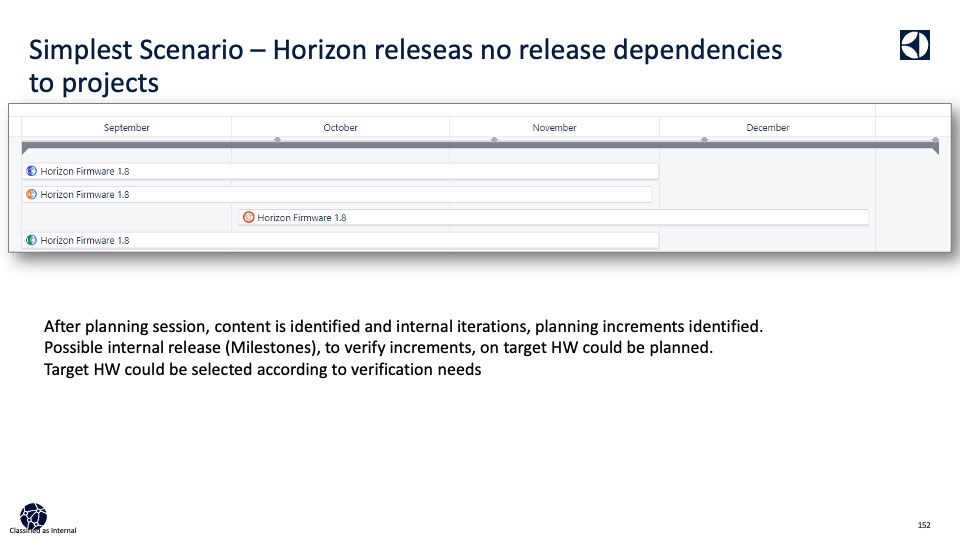 Simplest Scenario – Horizon releseas no release dependencies
to projects
September October November December
Horizon Firmware 1.8
Horizon Firmware 1.8
Horizon Firmware 1.8
Horizon Firmware 1.8
After planning session, content is identified and internal iterations, planning increments identified.
Possible internal release (Milestones), to verify increments, on target HW could be planned.
Target HW could be selected according to verification needs
Classified as Internal
152